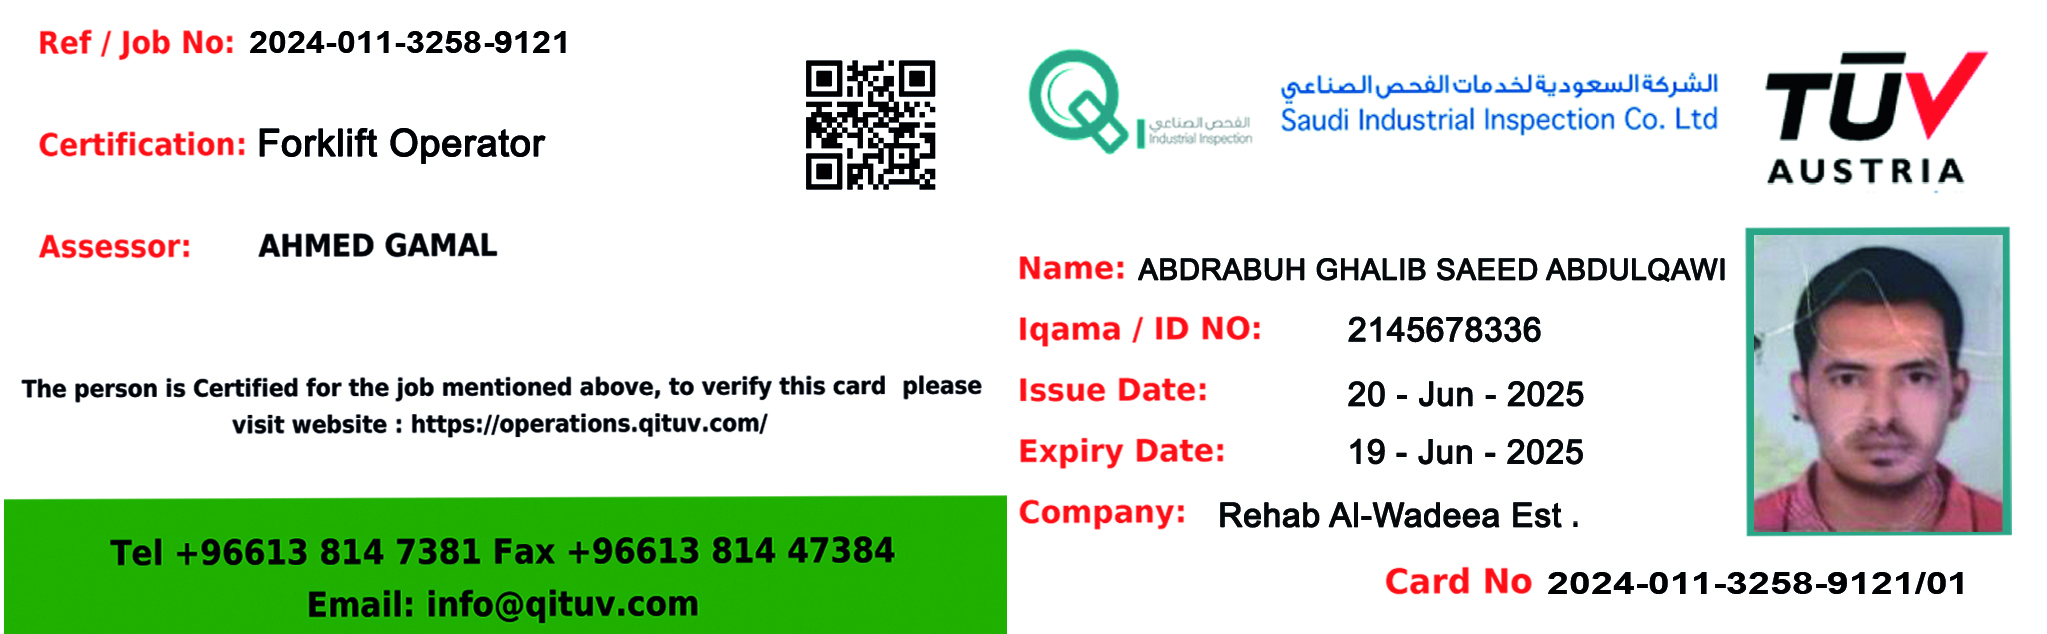 Ref / Job No: 2024-011-3258-9121
Certification: Forklift Operator
Assessor: AHMED GAMAL
The person is Certified for the job mentioned above, to verify this card please
visit website : https://operations.qituv.com/
Tel +96613 814 7381 Fax +96613 814 47384
Email: info@qituv.com
الفحص الصناعي
Industrial Inspection
الشركة السعودية لخدمات الفحص الصناعي
Saudi Industrial Inspection Co. Ltd
TÜV
AUSTRIA
Name: ABDRABUH GHALIB SAEED ABDULQAWI
Iqama / ID NO: 2145678336
Issue Date: 20 - Jun - 2025
Expiry Date: 19 - Jun - 2025
Company: Rehab Al-Wadeea Est .
Card No 2024-011-3258-9121/01